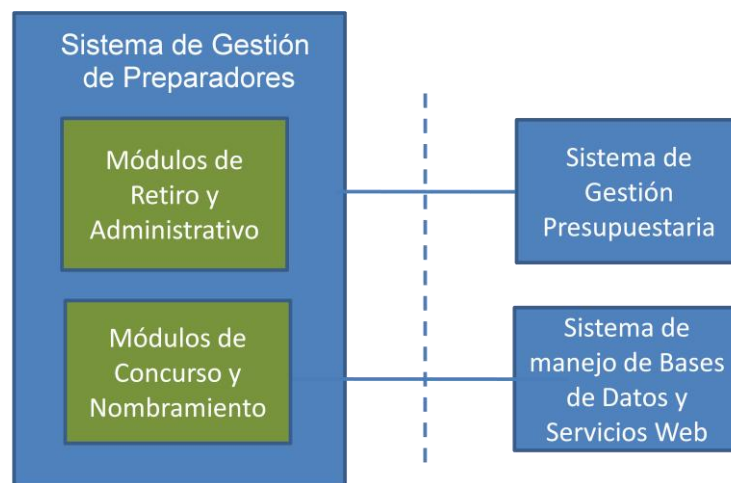 Sistema de Gestión
de Preparadores
Módulos de
Retiro y
Administrativo
Módulos de
Concurso y
Nombramiento
Sistema de
Gestión
Presupuestaria
Sistema de
manejo de Bases
de Datos y
Servicios Web